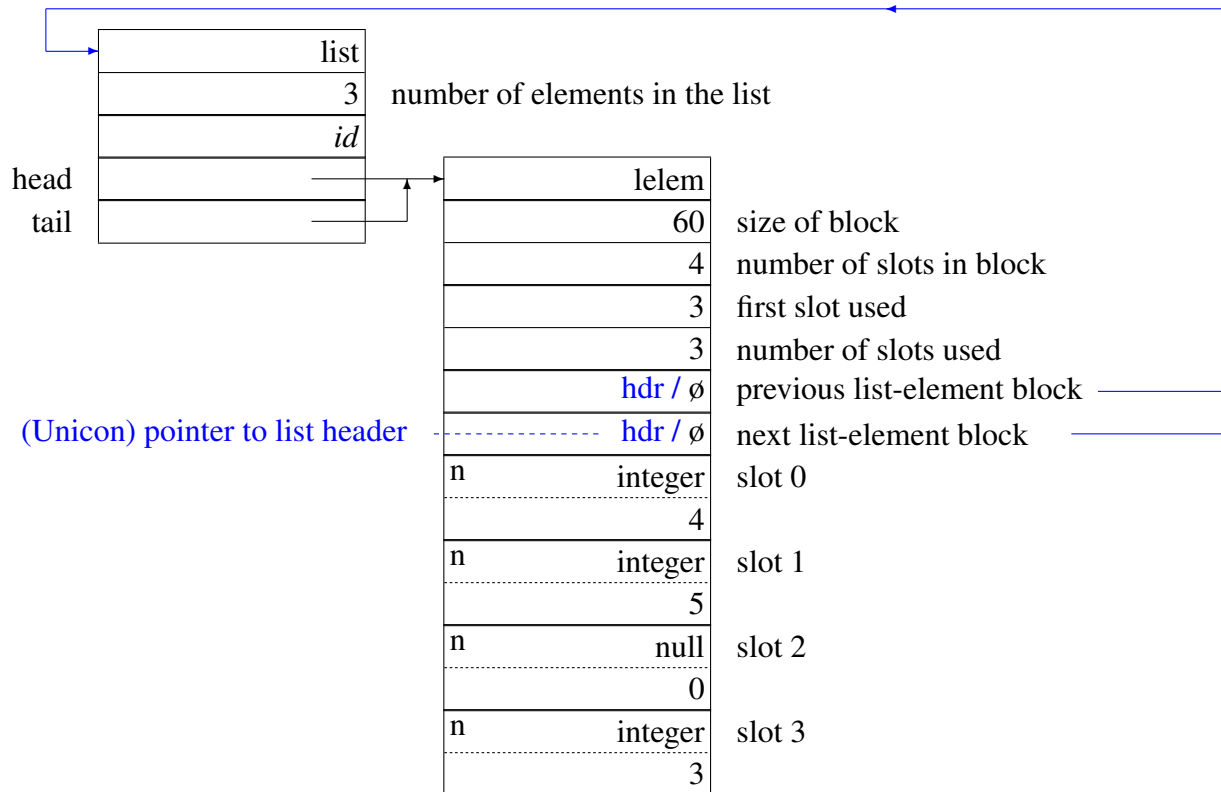 list
3 number of elements in the list
id
head
lelem
tail
60 size of block
4 number of slots in block
3 first slot used
3 number of slots used
hdr / ø previous list-element block
(Unicon) pointer to list header hdr / ø next list-element block
n integer slot 0
4
n integer slot 1
5
n null slot 2
0
n integer slot 3
3